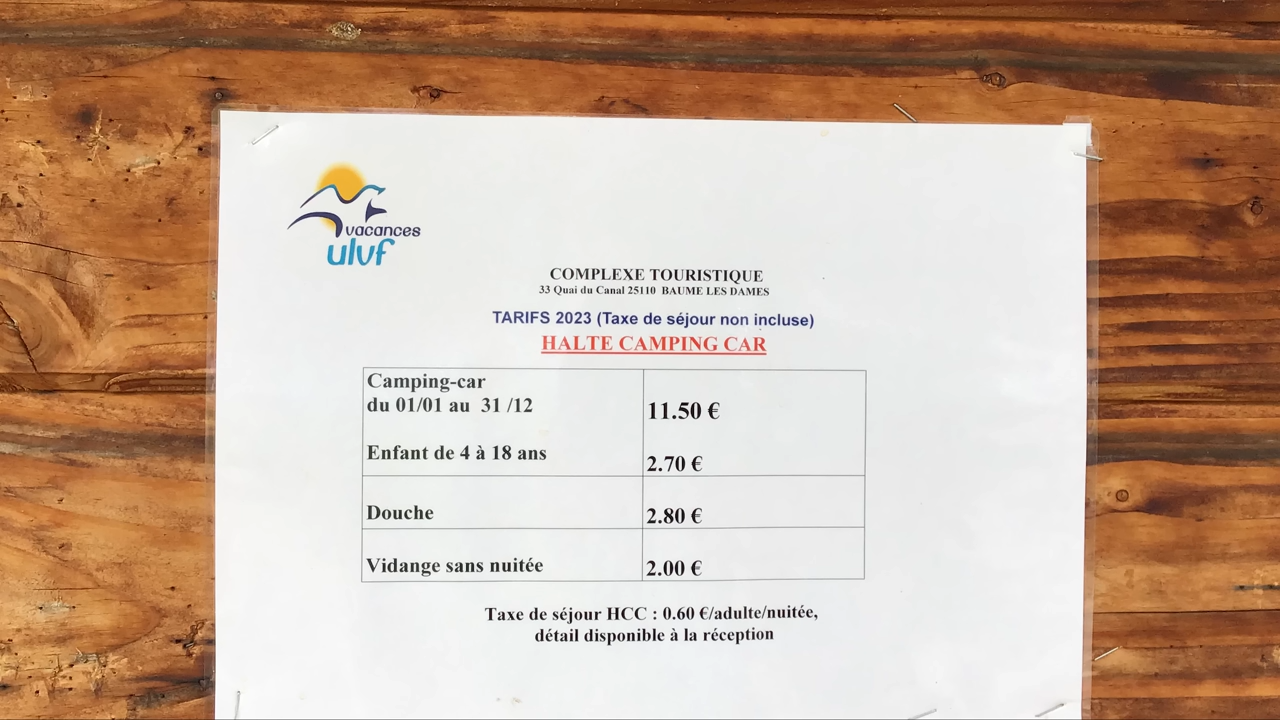 vacances
ulvf
COMPLEXE TOURISTIQUE
33 Quai du Canal 25110 BAUME LES DAMES
TARIFS 2023 (Taxe de séjour non incluse)
HALTE CAMPING CAR
Camping-car
du 01/01 au 31 /12 11.50 €
Enfant de 4 à 18 ans 2.70 €
Douche 2.80 €
Vidange sans nuitée 2.00 €
Taxe de séjour HCC : 0.60 €/adulte/nuitée,
détail disponible à la réception